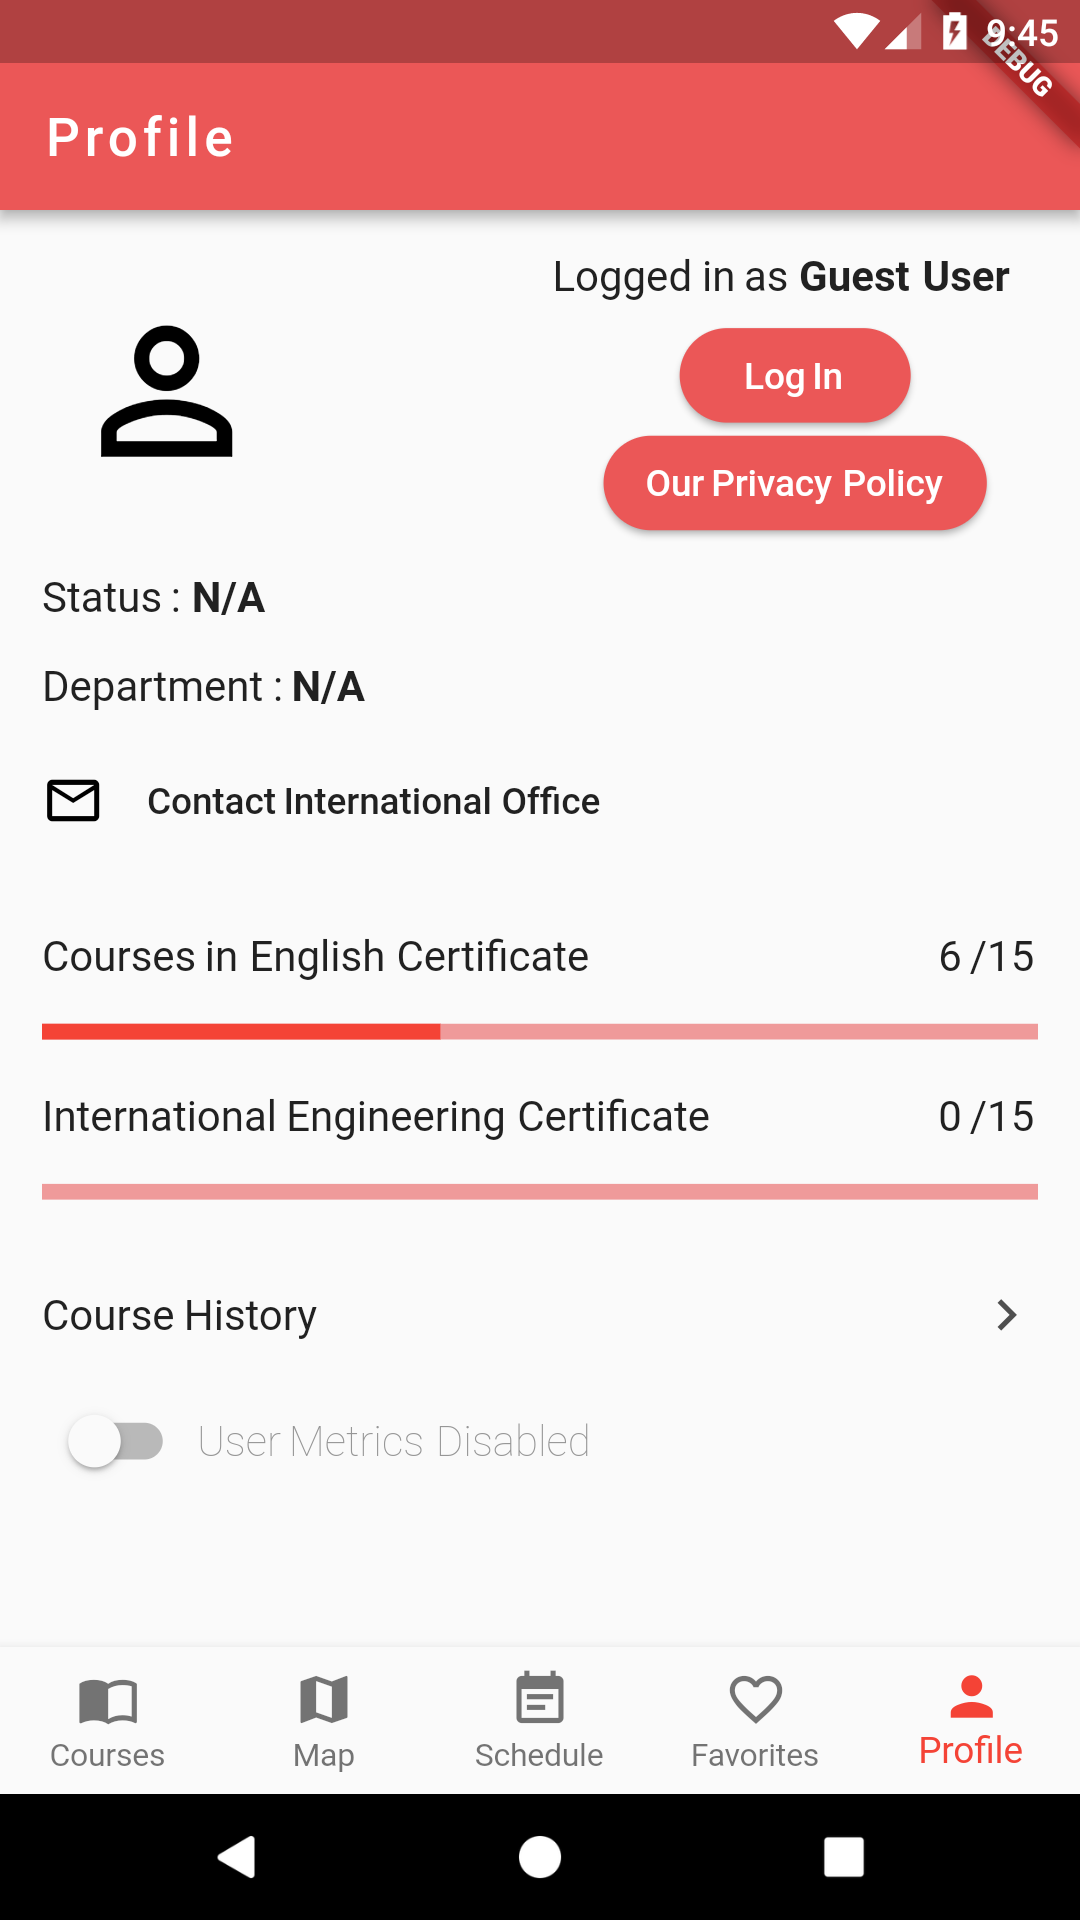 9:45
DEBUG
Profile
Logged in as Guest User
Log In
Our Privacy Policy
Status : N/A
Department : N/A
Contact International Office
Courses in English Certificate 6 /15
International Engineering Certificate 0 /15
Course History
User Metrics Disabled
Courses Map Schedule Favorites Profile